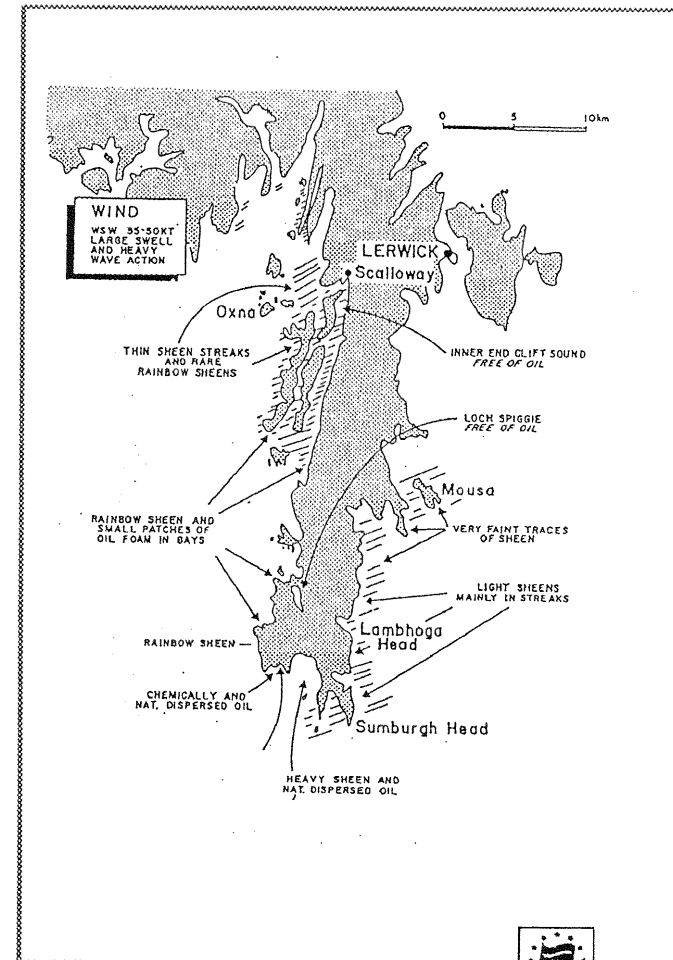 0 5 10km
WIND
WSW 35-50KT
LARGE SWELL
AND HEAVY
WAVE ACTION
LERWICK
Scalloway
Oxna
THIN SHEEN STREAKS
AND RARE
RAINBOW SHEENS
INNER END CLIFT SOUND
FREE OF OIL
LOCH SPIGGIE
FREE OF OIL
Mousa
RAINBOW SHEEN AND
SMALL PATCHES OF
OIL FOAM IN BAYS
VERY FAINT TRACES
OF SHEEN
LIGHT SHEENS
MAINLY IN STREAKS
RAINBOW SHEEN
Lambhoga
Head
CHEMICALLY AND
NAT. DISPERSED OIL
Sumburgh Head
HEAVY SHEEN AND
NAT. DISPERSED OIL